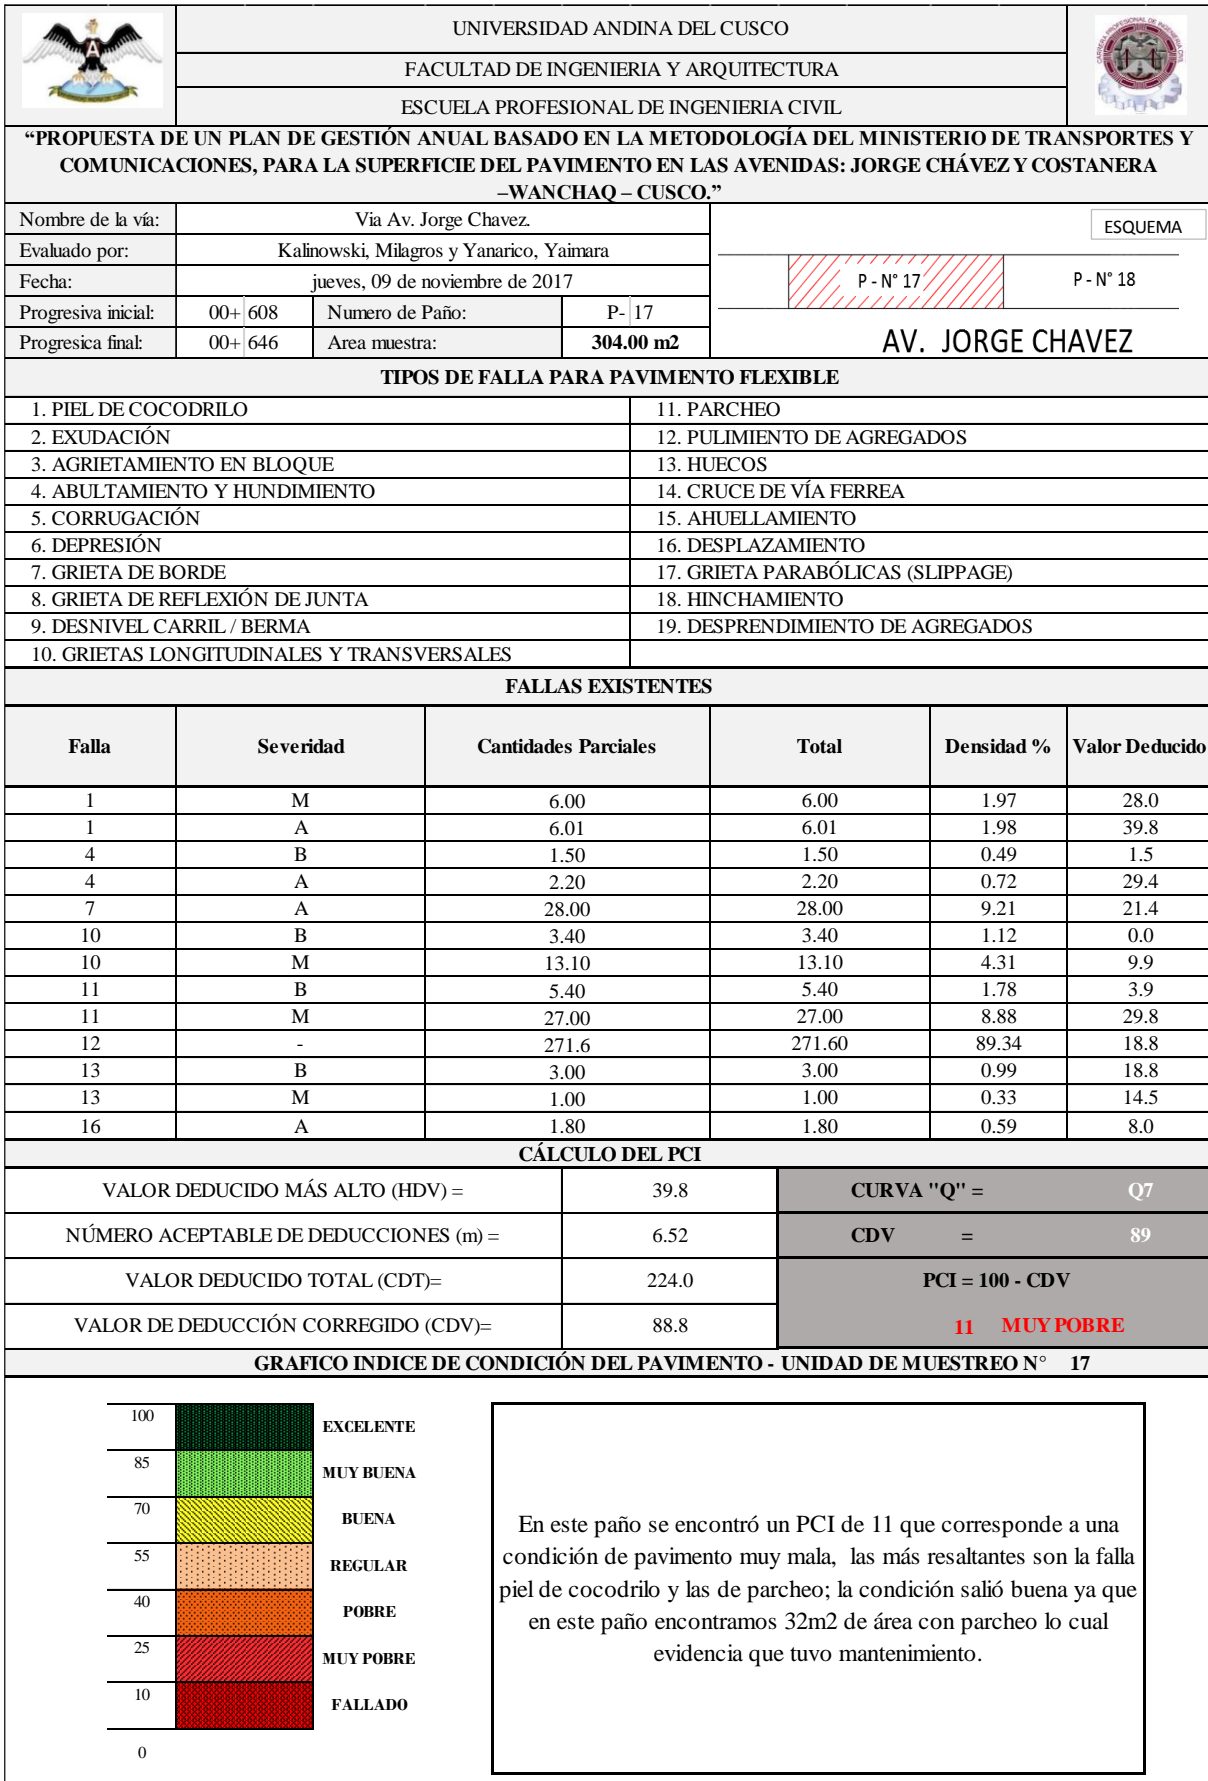 UNIVERSIDAD ANDINA DEL CUSCO
FACULTAD DE INGENIERIA Y ARQUITECTURA
ESCUELA PROFESIONAL DE INGENIERIA CIVIL
“PROPUESTA DE UN PLAN DE GESTIÓN ANUAL BASADO EN LA METODOLOGÍA DEL MINISTERIO DE TRANSPORTES Y
COMUNICACIONES, PARA LA SUPERFICIE DEL PAVIMENTO EN LAS AVENIDAS: JORGE CHÁVEZ Y COSTANERA
–WANCHAQ – CUSCO.”
Nombre de la vía: Via Av. Jorge Chavez.
Evaluado por: Kalinowski, Milagros y Yanarico, Yaimara
Fecha: jueves, 09 de noviembre de 2017
Progresiva inicial: 00+ 608 Numero de Paño: P- 17
Progresica final: 00+ 646 Area muestra: 304.00 m2
ESQUEMA
P - N° 17 P - N° 18
AV. JORGE CHAVEZ
TIPOS DE FALLA PARA PAVIMENTO FLEXIBLE
1. PIEL DE COCODRILO 11. PARCHEO
2. EXUDACIÓN 12. PULIMIENTO DE AGREGADOS
3. AGRIETAMIENTO EN BLOQUE 13. HUECOS
4. ABULTAMIENTO Y HUNDIMIENTO 14. CRUCE DE VÍA FERREA
5. CORRUGACIÓN 15. AHUELLAMIENTO
6. DEPRESIÓN 16. DESPLAZAMIENTO
7. GRIETA DE BORDE 17. GRIETA PARABÓLICAS (SLIPPAGE)
8. GRIETA DE REFLEXIÓN DE JUNTA 18. HINCHAMIENTO
9. DESNIVEL CARRIL / BERMA 19. DESPRENDIMIENTO DE AGREGADOS
10. GRIETAS LONGITUDINALES Y TRANSVERSALES
FALLAS EXISTENTES
Falla Severidad Cantidades Parciales Total Densidad % Valor Deducido
1 M 6.00 6.00 1.97 28.0
1 A 6.01 6.01 1.98 39.8
4 B 1.50 1.50 0.49 1.5
4 A 2.20 2.20 0.72 29.4
7 A 28.00 28.00 9.21 21.4
10 B 3.40 3.40 1.12 0.0
10 M 13.10 13.10 4.31 9.9
11 B 5.40 5.40 1.78 3.9
11 M 27.00 27.00 8.88 29.8
12 - 271.6 271.60 89.34 18.8
13 B 3.00 3.00 0.99 18.8
13 M 1.00 1.00 0.33 14.5
16 A 1.80 1.80 0.59 8.0
CÁLCULO DEL PCI
VALOR DEDUCIDO MÁS ALTO (HDV) = 39.8 CURVA "Q" = Q7
NÚMERO ACEPTABLE DE DEDUCCIONES (m) = 6.52 CDV = 89
VALOR DEDUCIDO TOTAL (CDT)= 224.0 PCI = 100 - CDV
VALOR DE DEDUCCIÓN CORREGIDO (CDV)= 88.8 11 MUY POBRE
GRAFICO INDICE DE CONDICIÓN DEL PAVIMENTO - UNIDAD DE MUESTREO N° 17
100 EXCELENTE
85 MUY BUENA
70 BUENA
55 REGULAR
40 POBRE
25 MUY POBRE
10 FALLADO
0
En este paño se encontró un PCI de 11 que corresponde a una
condición de pavimento muy mala, las más resaltantes son la falla
piel de cocodrilo y las de parcheo; la condición salió buena ya que
en este paño encontramos 32m2 de área con parcheo lo cual
evidencia que tuvo mantenimiento.